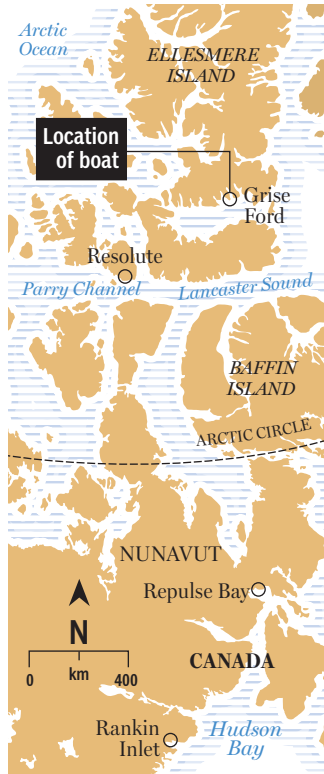 Arctic
Ocean
ELLESMERE
ISLAND
Location
of boat
Grise
Ford
Resolute
Parry Channel
Lancaster Sound
BAFFIN
ISLAND
ARCTIC CIRCLE
NUNAVUT
Repulse Bay
N
km
0
400
CANADA
Rankin
Inlet
Hudson
Bay